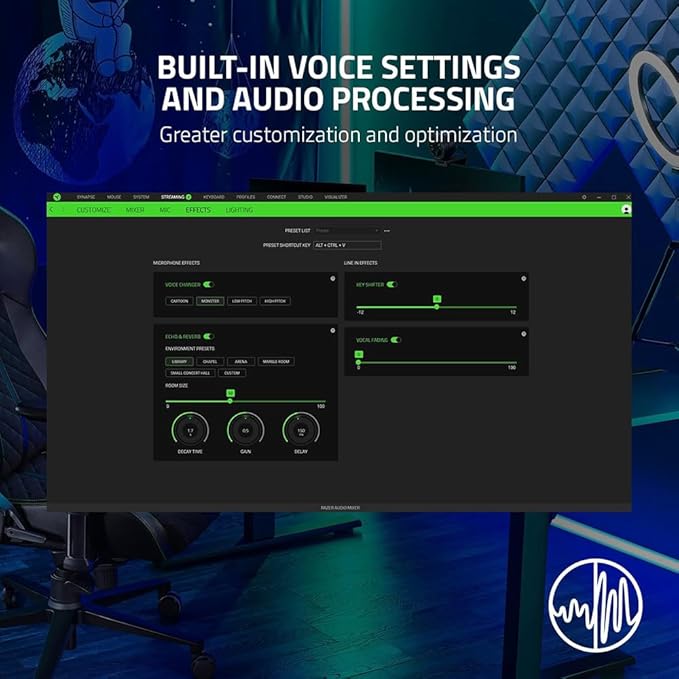 BUILT-IN VOICE SETTINGS
AND AUDIO PROCESSING
Greater customization and optimization
SYNAPSE MOUSE SYSTEM STREAMING KEYBOARD PROFILES CONNECT STUDIO VISUALIZER
CUSTOMIZE MIXER MIC EFFECTS LIGHTING
PRESET LIST Preset
PRESET SHORTCUT KEY ALT + CTRL + V
MICROPHONE EFFECTS
VOICE CHANGER
CARTOON MONSTER LOW PITCH HIGH PITCH
ECHO & REVERB
ENVIRONMENT PRESETS
LIBRARY CHAPEL ARENA MARBLE ROOM
SMALL CONCERT HALL CUSTOM
ROOM SIZE
0 100
1.7
s
0.5
150
ms
DECAY TIME GAIN DELAY
LINE IN EFFECTS
KEY SHIFTER
0
-12 12
VOCAL FADING
0
0 100
RAZER AUDIO MIXER